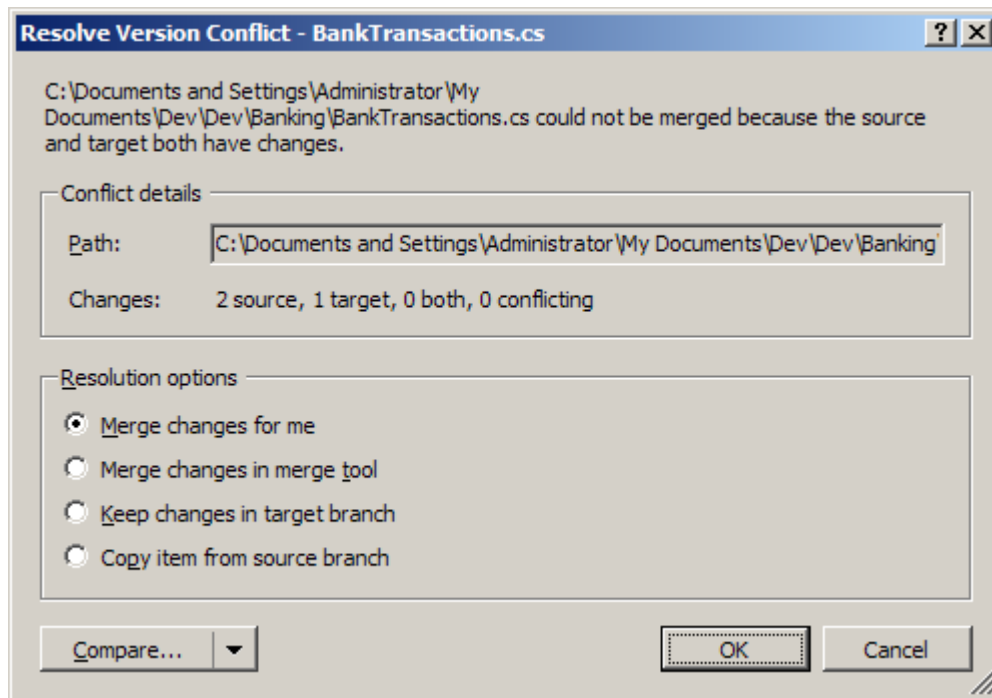 Resolve Version Conflict - BankTransactions.cs
C:\Documents and Settings\Administrator\My
Documents\Dev\Dev\Banking\BankTransactions.cs could not be merged because the source
and target both have changes.
Conflict details
Path: C:\Documents and Settings\Administrator\My Documents\Dev\Dev\Banking\
Changes: 2 source, 1 target, 0 both, 0 conflicting
Resolution options
Merge changes for me
Merge changes in merge tool
Keep changes in target branch
Copy item from source branch
Compare... OK Cancel